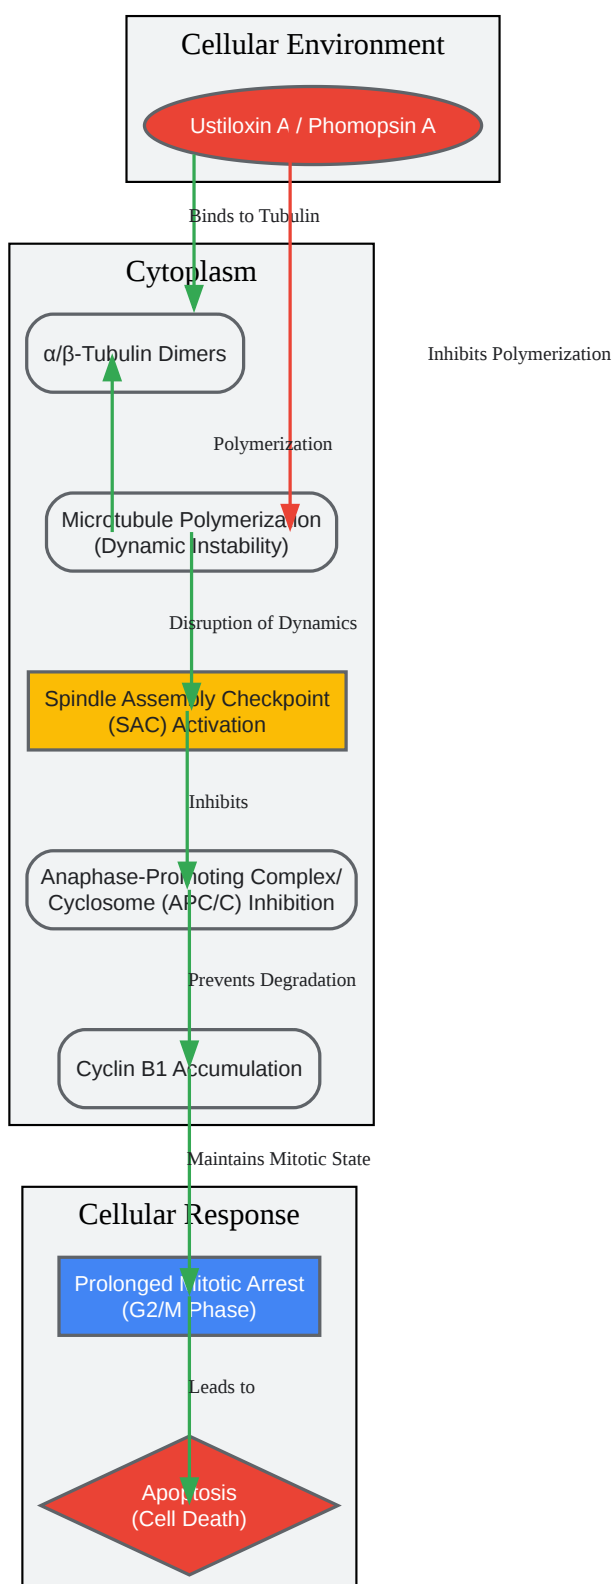 Cellular Environment
Ustiloxin A / Phomopsin A
Binds to Tubulin
Cytoplasm
α/β-Tubulin Dimers
Inhibits Polymerization
Polymerization
Microtubule Polymerization
(Dynamic Instability)
Disruption of Dynamics
Spindle Assembly Checkpoint
(SAC) Activation
Inhibits
Anaphase-Promoting Complex/
Cyclosome (APC/C) Inhibition
Prevents Degradation
Cyclin B1 Accumulation
Maintains Mitotic State
Cellular Response
Prolonged Mitotic Arrest
(G2/M Phase)
Leads to
Apoptosis
(Cell Death)